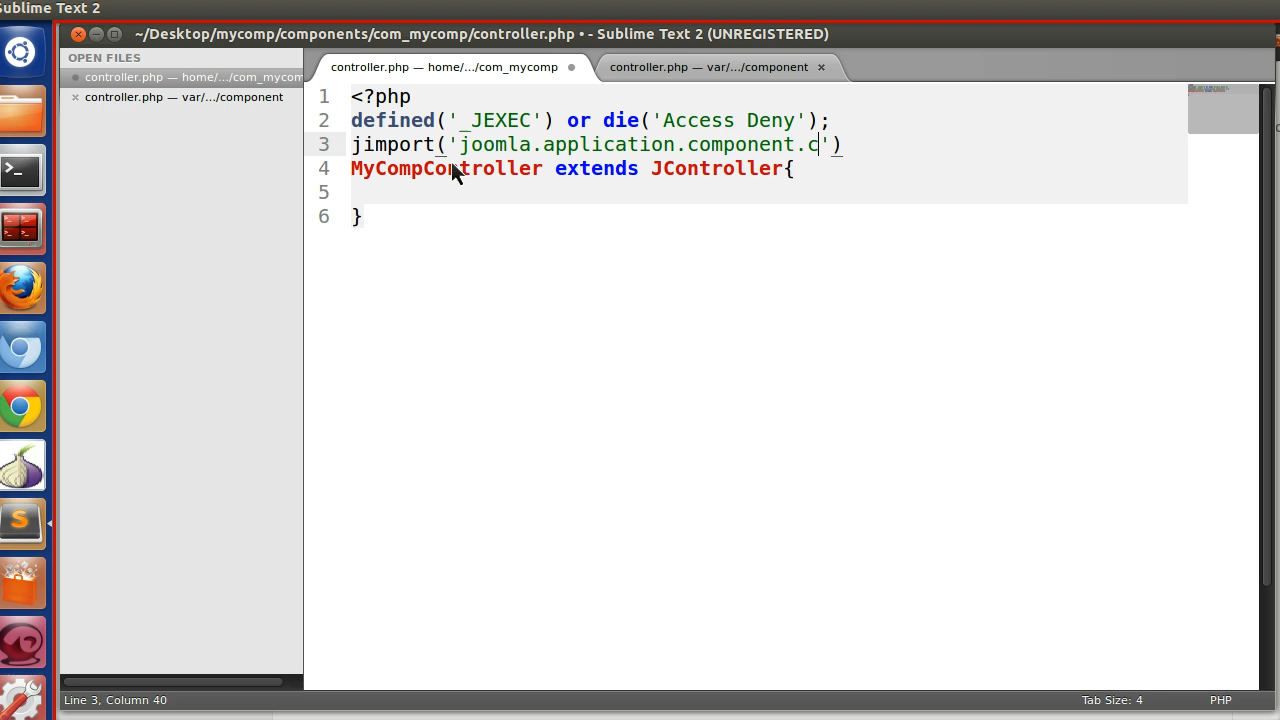 Sublime Text 2
~/Desktop/mycomp/components/com_mycomp/controller.php • - Sublime Text 2 (UNREGISTERED)
OPEN FILES
controller.php — home/.../com_mycom
controller.php — var/.../component
controller.php — home/.../com_mycomp
controller.php — var/.../component
1 <?php
2 defined('_JEXEC') or die('Access Deny');
3 jimport('joomla.application.component.c')
4 MyCompController extends JController{
5
6 }
Line 3, Column 40
Tab Size: 4
PHP